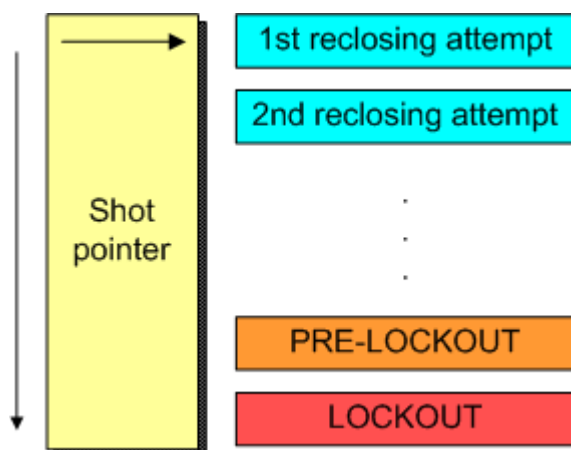 1st reclosing attempt
2nd reclosing attempt
Shot
pointer
PRE-LOCKOUT
LOCKOUT